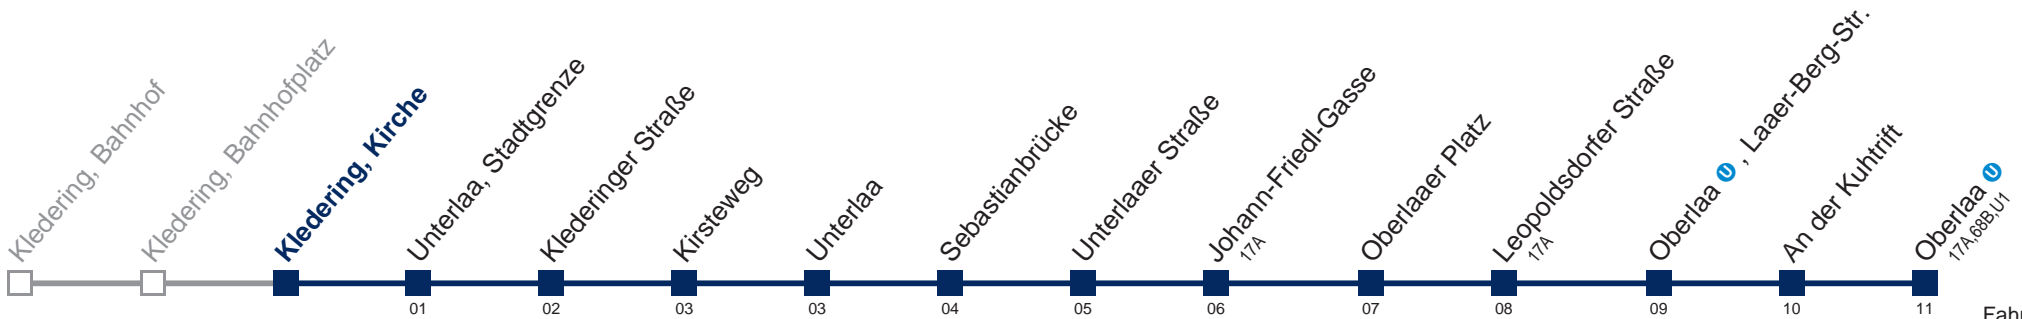 Kledering, Bahnhof
Kledering, Bahnhofplatz
Kledering, Kirche
Unterlaa, Stadtgrenze
Klederinger Straße
Kirsteweg
Unterlaa
Sebastianbrücke
Unterlaaer Straße
Johann-Friedl-Gasse
17A
Oberlaaer Platz
Leopoldsdorfer Straße
17A
Oberlaa U , Laaer-Berg-Str.
An der Kuhtrift
Oberlaa U
17A,68B,U1
01 02 03 03 04 05 06 07 08 09 10 11